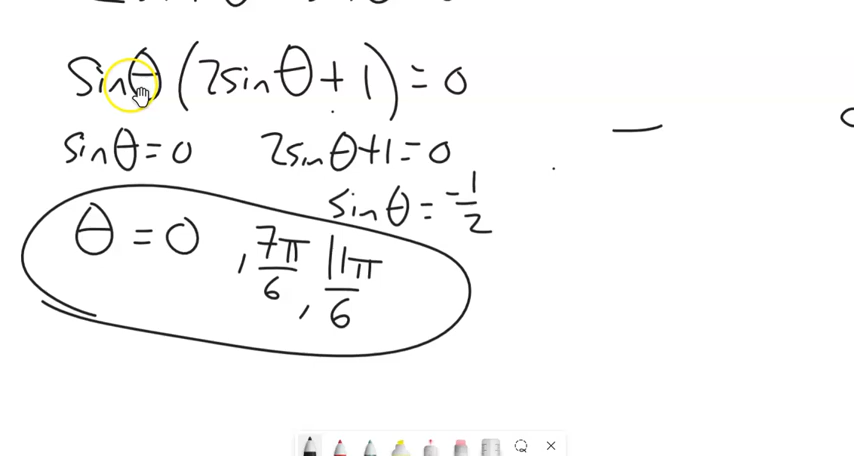 sinθ (2sinθ + 1) = 0
sinθ = 0 2sinθ + 1 = 0
sinθ = -1/2
θ = 0 , 7π/6 , 11π/6